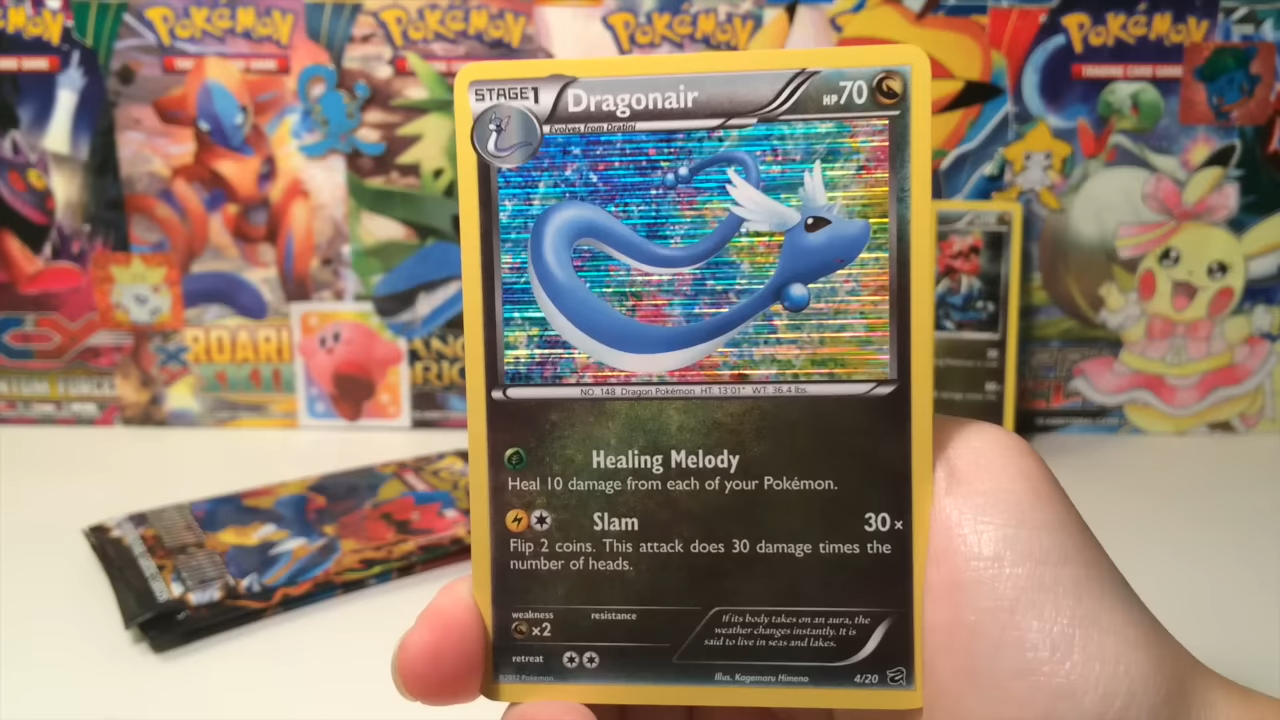 Pokémon
Pokémon
Pokémon
Pokémon
STAGE1
Dragonair
HP70
Evolves from Dratini
NO. 148 Dragon Pokémon HT: 13'01" WT: 36.4 lbs.
ROARI
Healing Melody
Heal 10 damage from each of your Pokémon.
Slam
30×
Flip 2 coins. This attack does 30 damage times the
number of heads.
weakness
resistance
×2
If its body takes on an aura, the
weather changes instantly. It is
said to live in seas and lakes.
retreat
©2012 Pokémon
Illus. Kagemaru Himeno
4/20